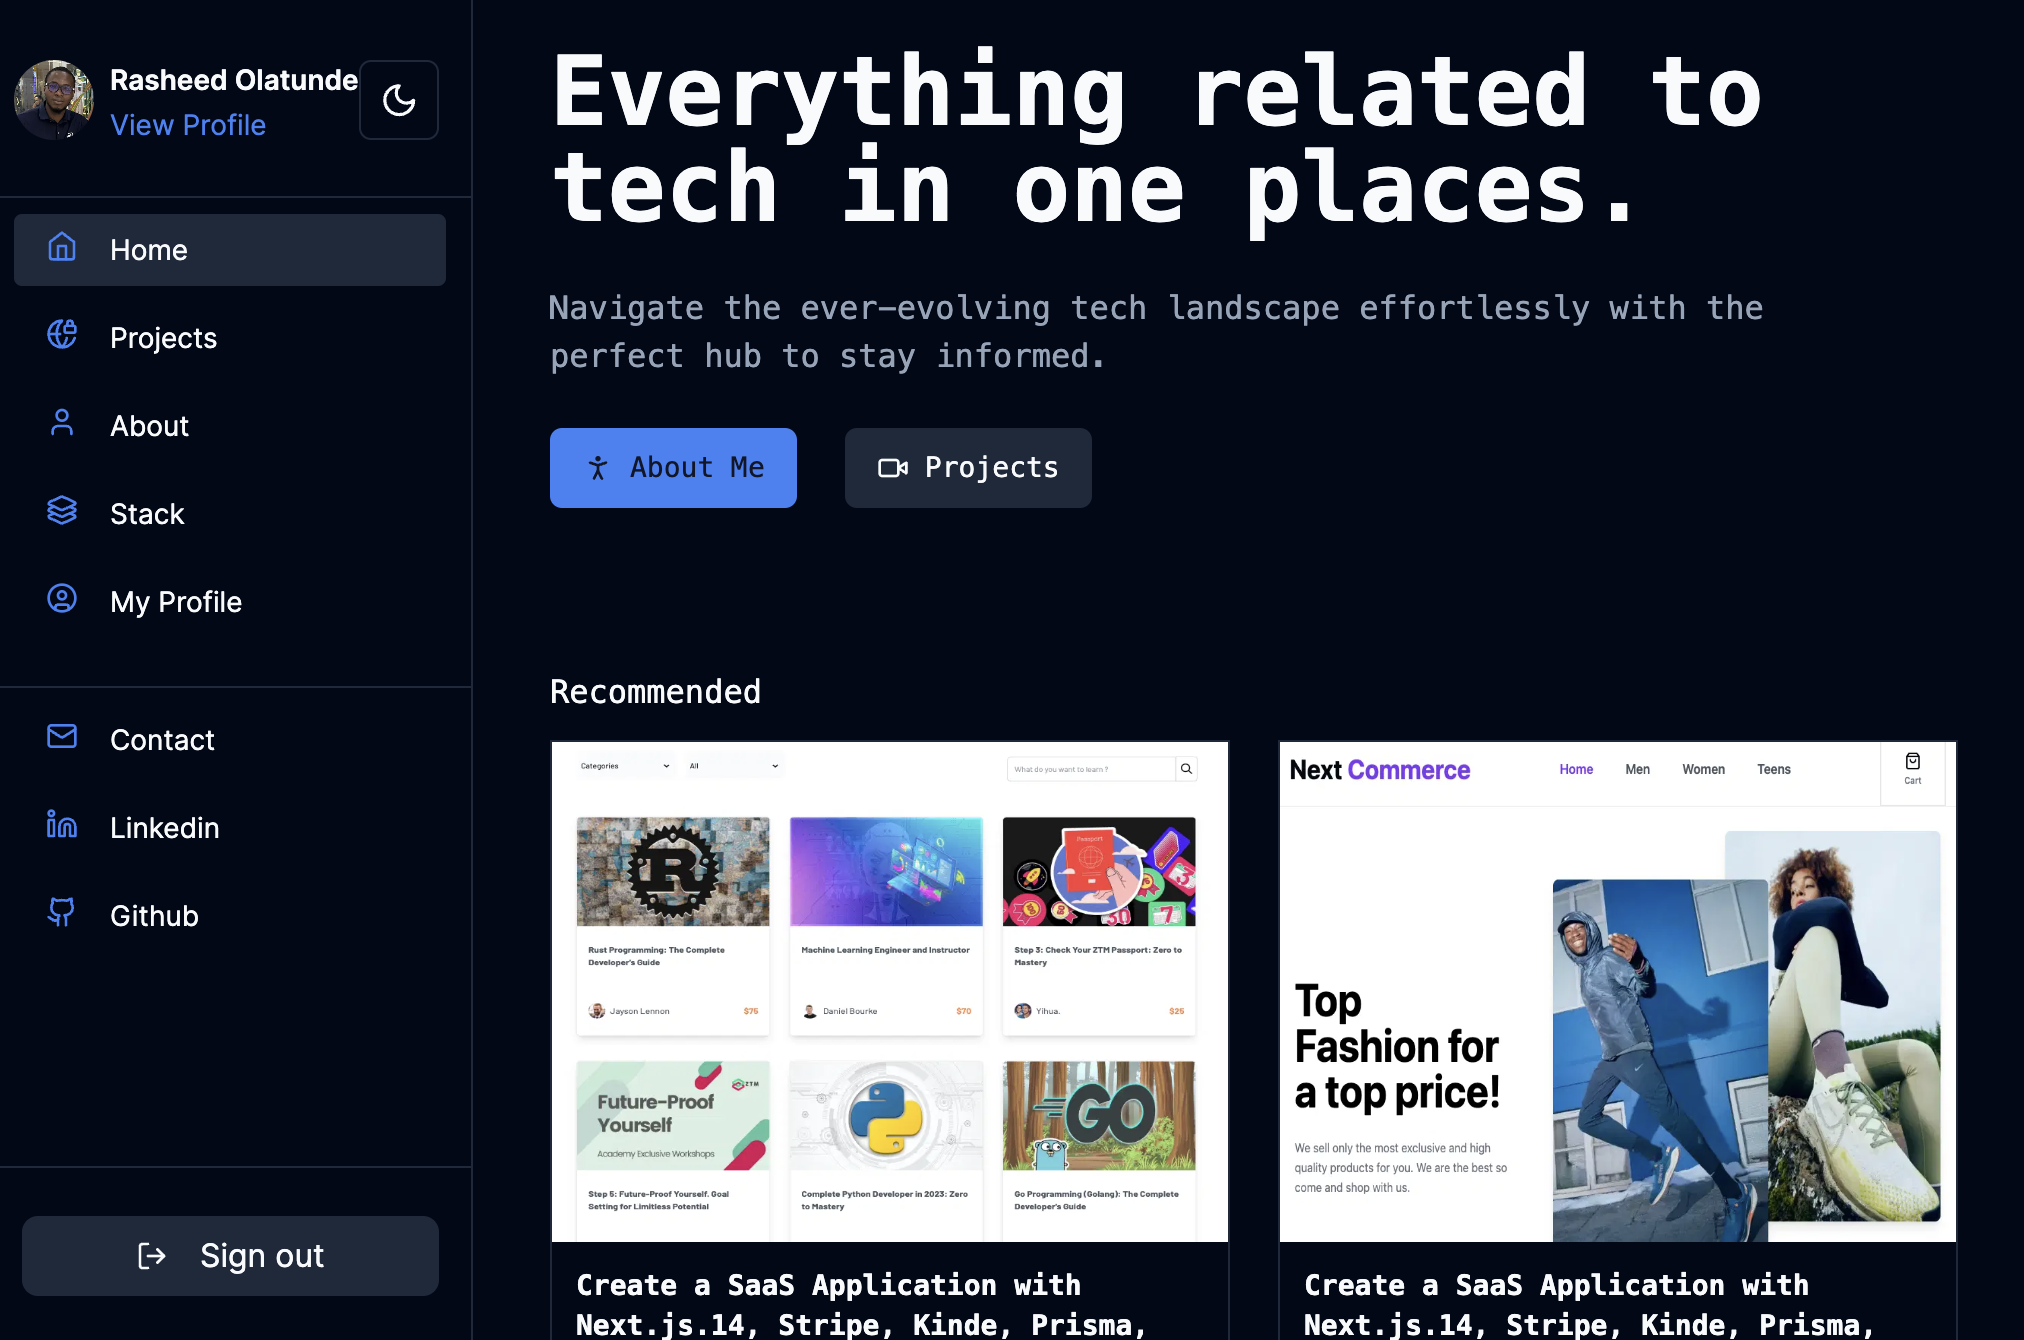 Rasheed Olatunde
View Profile
Home
Projects
About
Stack
My Profile
Contact
Linkedin
Github
Sign out
Everything related to
tech in one places.
Navigate the ever-evolving tech landscape effortlessly with the
perfect hub to stay informed.
About Me
Projects
Recommended
Categories
All
What do you want to learn ?
R
Passport
30
7
Rust Programming: The Complete
Developer's Guide
Jayson Lennon
$75
Machine Learning Engineer and Instructor
Daniel Bourke
$70
Step 3: Check Your ZTM Passport: Zero to
Mastery
Yihua.
$25
ZTM
Future-Proof
Yourself
Academy Exclusive Workshops
GO
Step 5: Future-Proof Yourself. Goal
Setting for Limitless Potential
Complete Python Developer in 2023: Zero
to Mastery
Go Programming (Golang): The Complete
Developer's Guide
Create a SaaS Application with
Next.js.14, Stripe, Kinde, Prisma,
Next Commerce
Home
Men
Women
Teens
Cart
Top
Fashion for
a top price!
We sell only the most exclusive and high
quality products for you. We are the best so
come and shop with us.
Create a SaaS Application with
Next.js.14, Stripe, Kinde, Prisma,